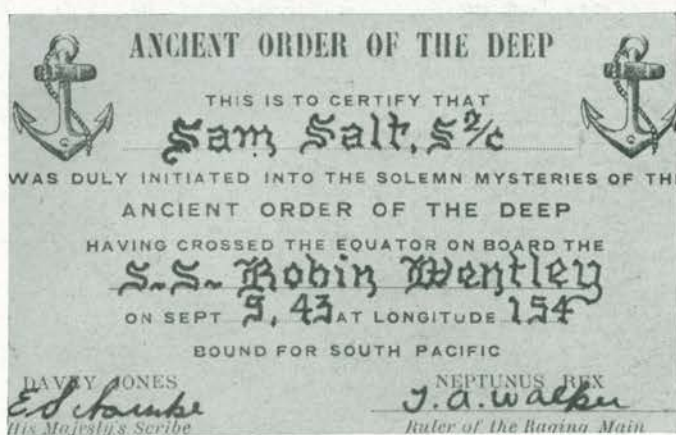 ANCIENT ORDER OF THE DEEP
THIS IS TO CERTIFY THAT
Sam Salt, S 2/c
WAS DULY INITIATED INTO THE SOLEMN MYSTERIES OF THE
ANCIENT ORDER OF THE DEEP
HAVING CROSSED THE EQUATOR ON BOARD THE
S.S. Robin Wentley
ON SEPT 9, 43 AT LONGITUDE 154
BOUND FOR SOUTH PACIFIC
DAVEY JONES NEPTUNUS REX
T. A. Walker
His Majesty's Scribe Ruler of the Raging Main